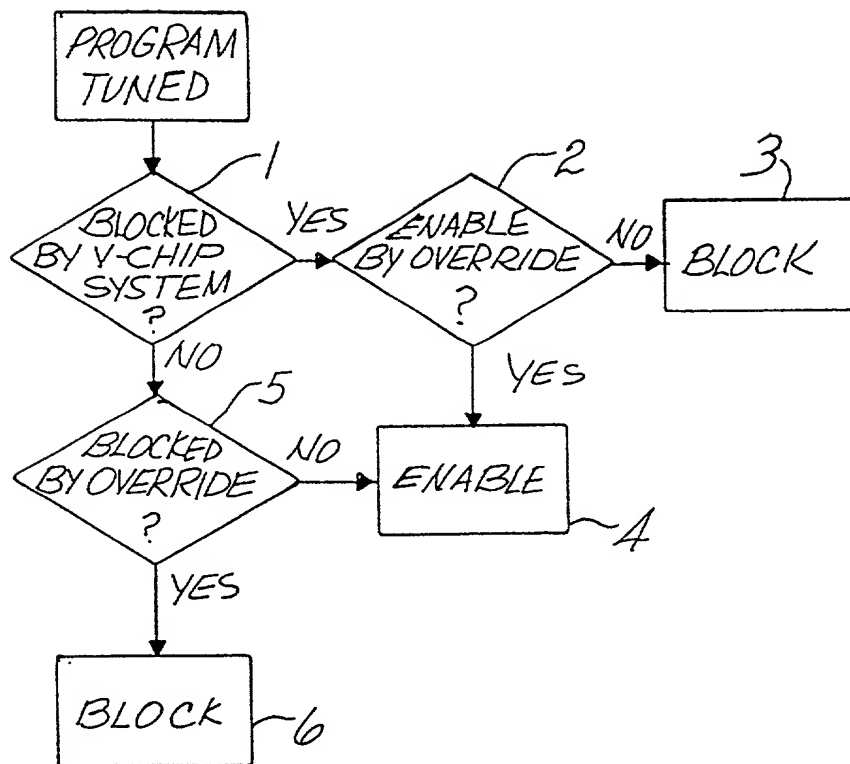 PROGRAM
TUNED
1
BLOCKED
BY V-CHIP
SYSTEM
?
YES
2
ENABLE
BY OVERRIDE
?
NO
3
BLOCK
NO
YES
5
BLOCKED
BY OVERRIDE
?
NO
ENABLE
4
YES
BLOCK
6